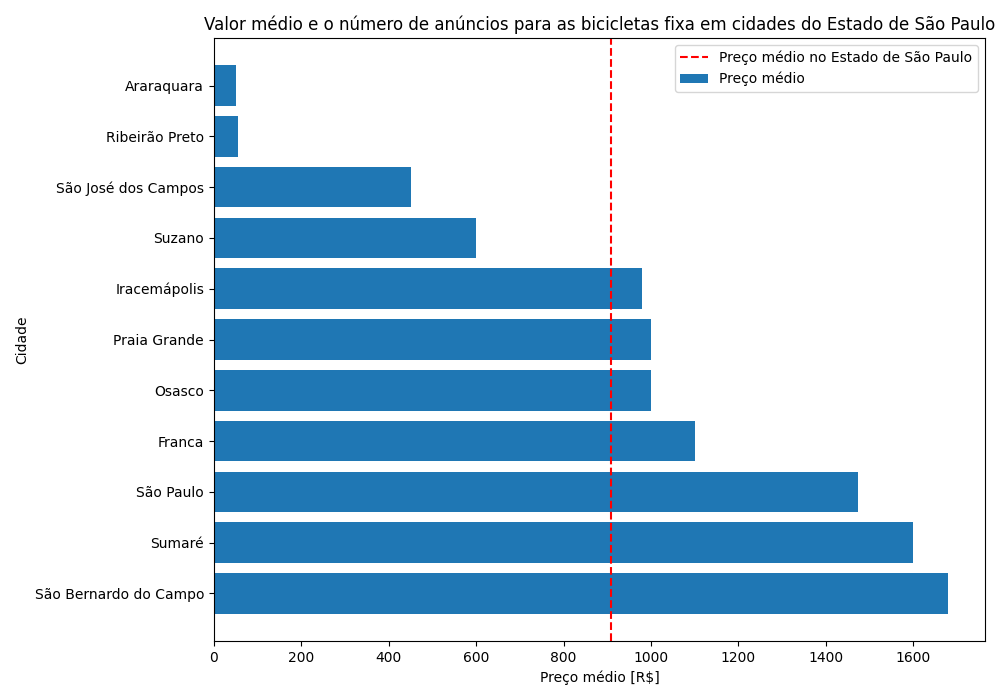 Valor médio e o número de anúncios para as bicicletas fixa em cidades do Estado de São Paulo
Preço médio no Estado de São Paulo
Preço médio
Cidade
Araraquara
Ribeirão Preto
São José dos Campos
Suzano
Iracemápolis
Praia Grande
Osasco
Franca
São Paulo
Sumaré
São Bernardo do Campo
0 200 400 600 800 1000 1200 1400 1600
Preço médio [R$]